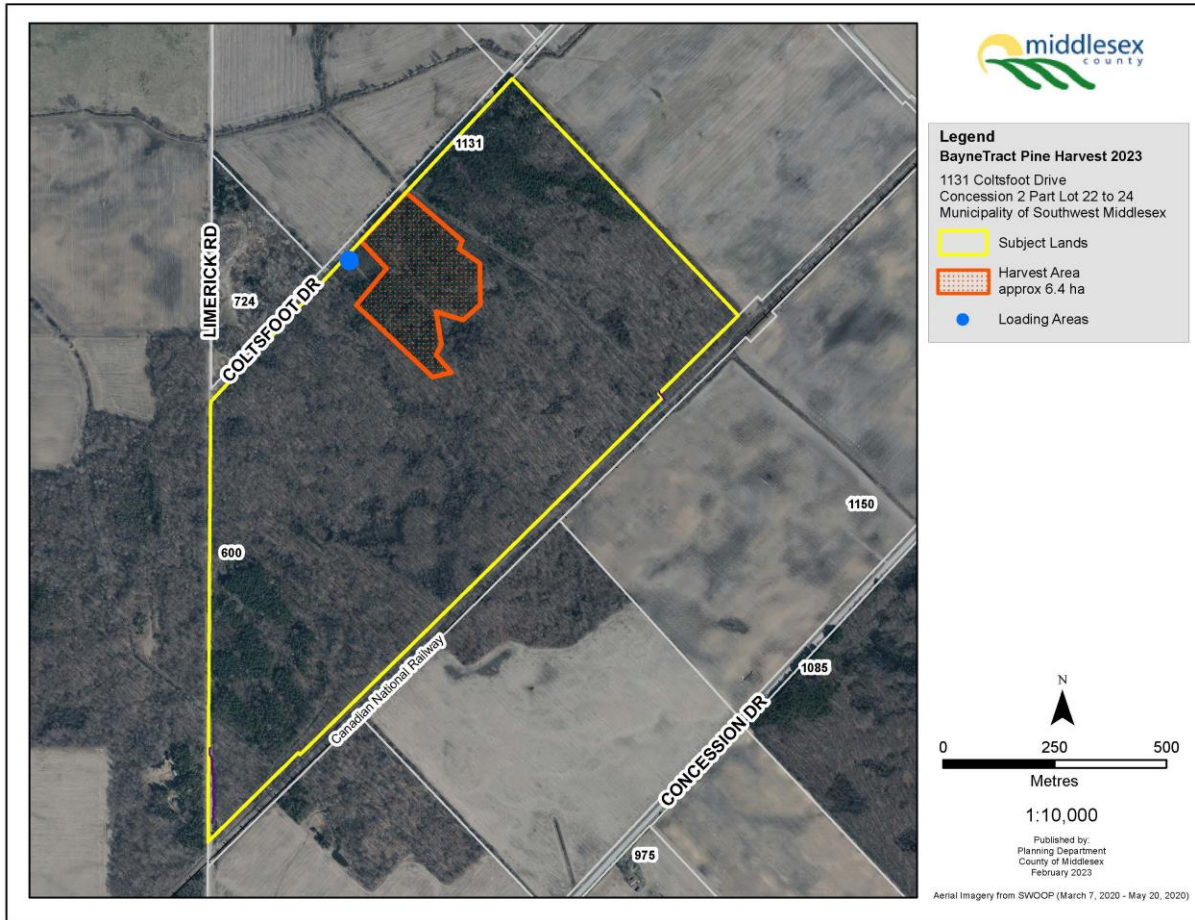 middlesex
county
Legend
BayneTract Pine Harvest 2023
1131 Coltsfoot Drive
Concession 2 Part Lot 22 to 24
Municipality of Southwest Middlesex
Subject Lands
Harvest Area
approx 6.4 ha
Loading Areas
1131
LIMERICK RD
724
COLTSFOOT DR
1150
600
Canadian National Railway
1085
CONCESSION DR
975
N
0 250 500
Metres
1:10,000
Published by:
Planning Department
County of Middlesex
February 2023
Aerial Imagery from SWOOP (March 7, 2020 - May 20, 2020)